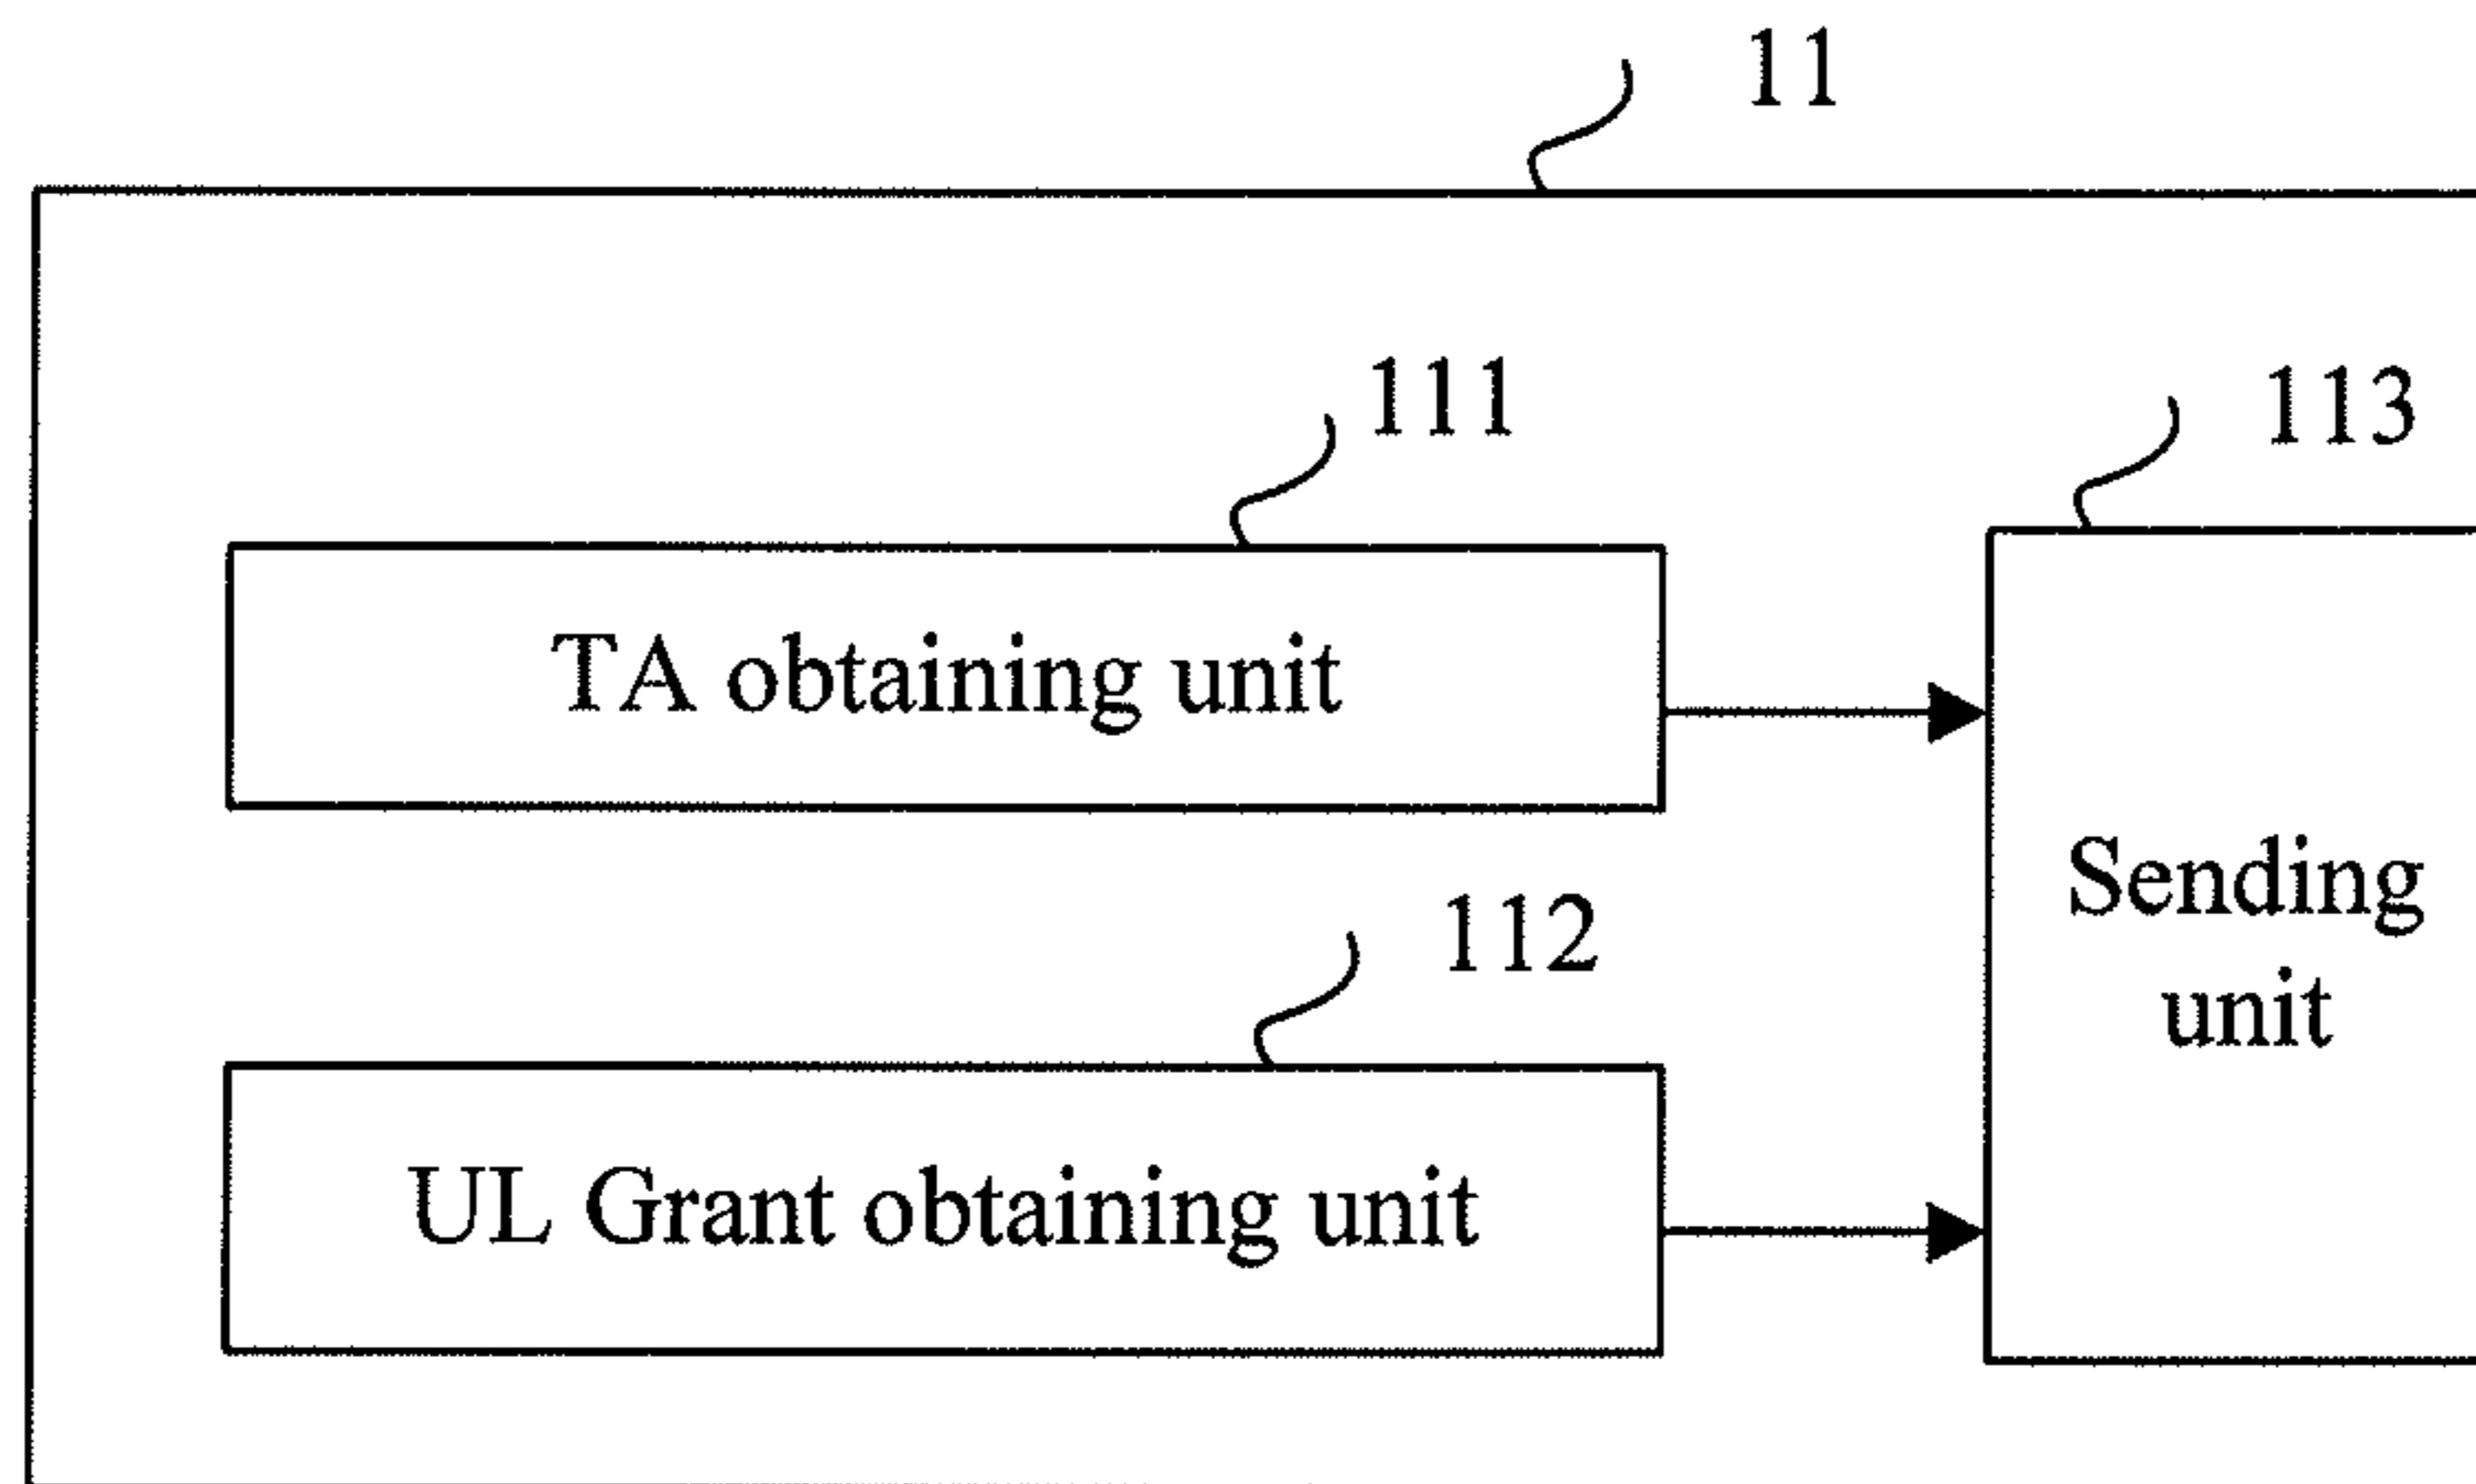 11
111
113
TA obtaining unit
Sending
unit
112
UL Grant obtaining unit